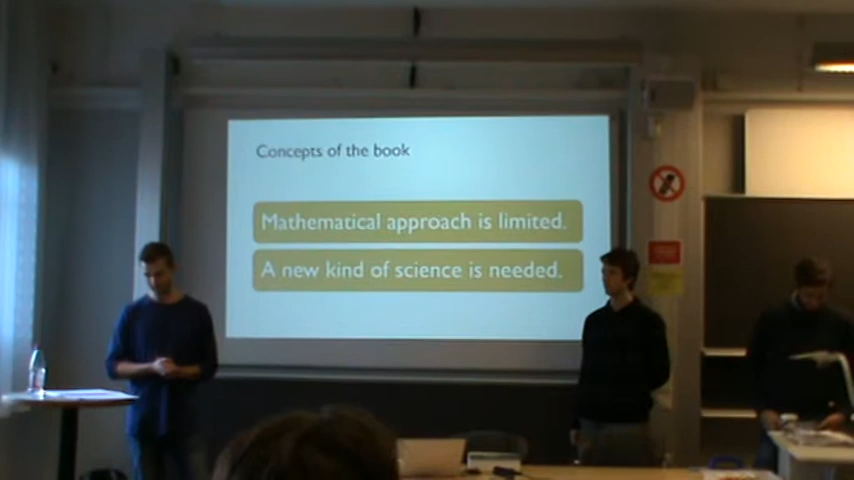 Concepts of the book
Mathematical approach is limited.
A new kind of science is needed.